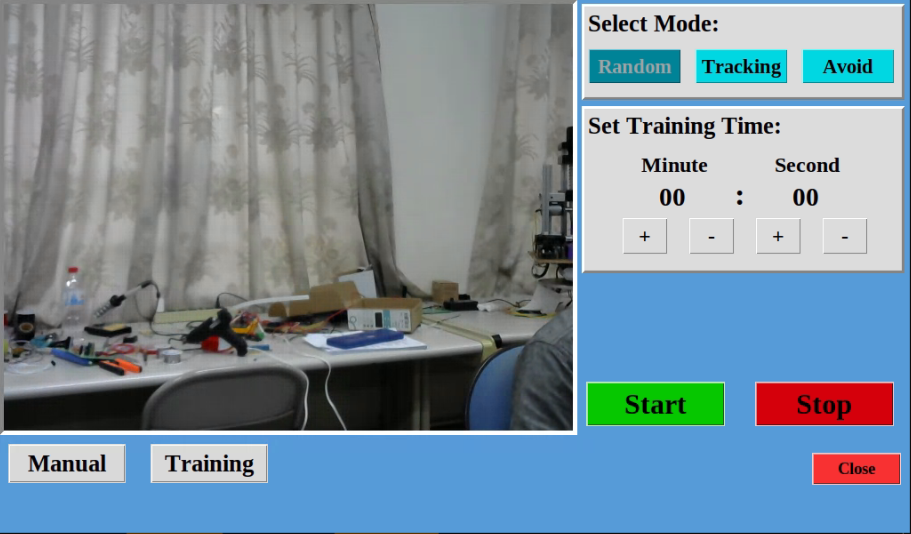 Select Mode:
Random Tracking Avoid
Set Training Time:
Minute Second
00 : 00
+ - + -
Start Stop
Manual Training
Close